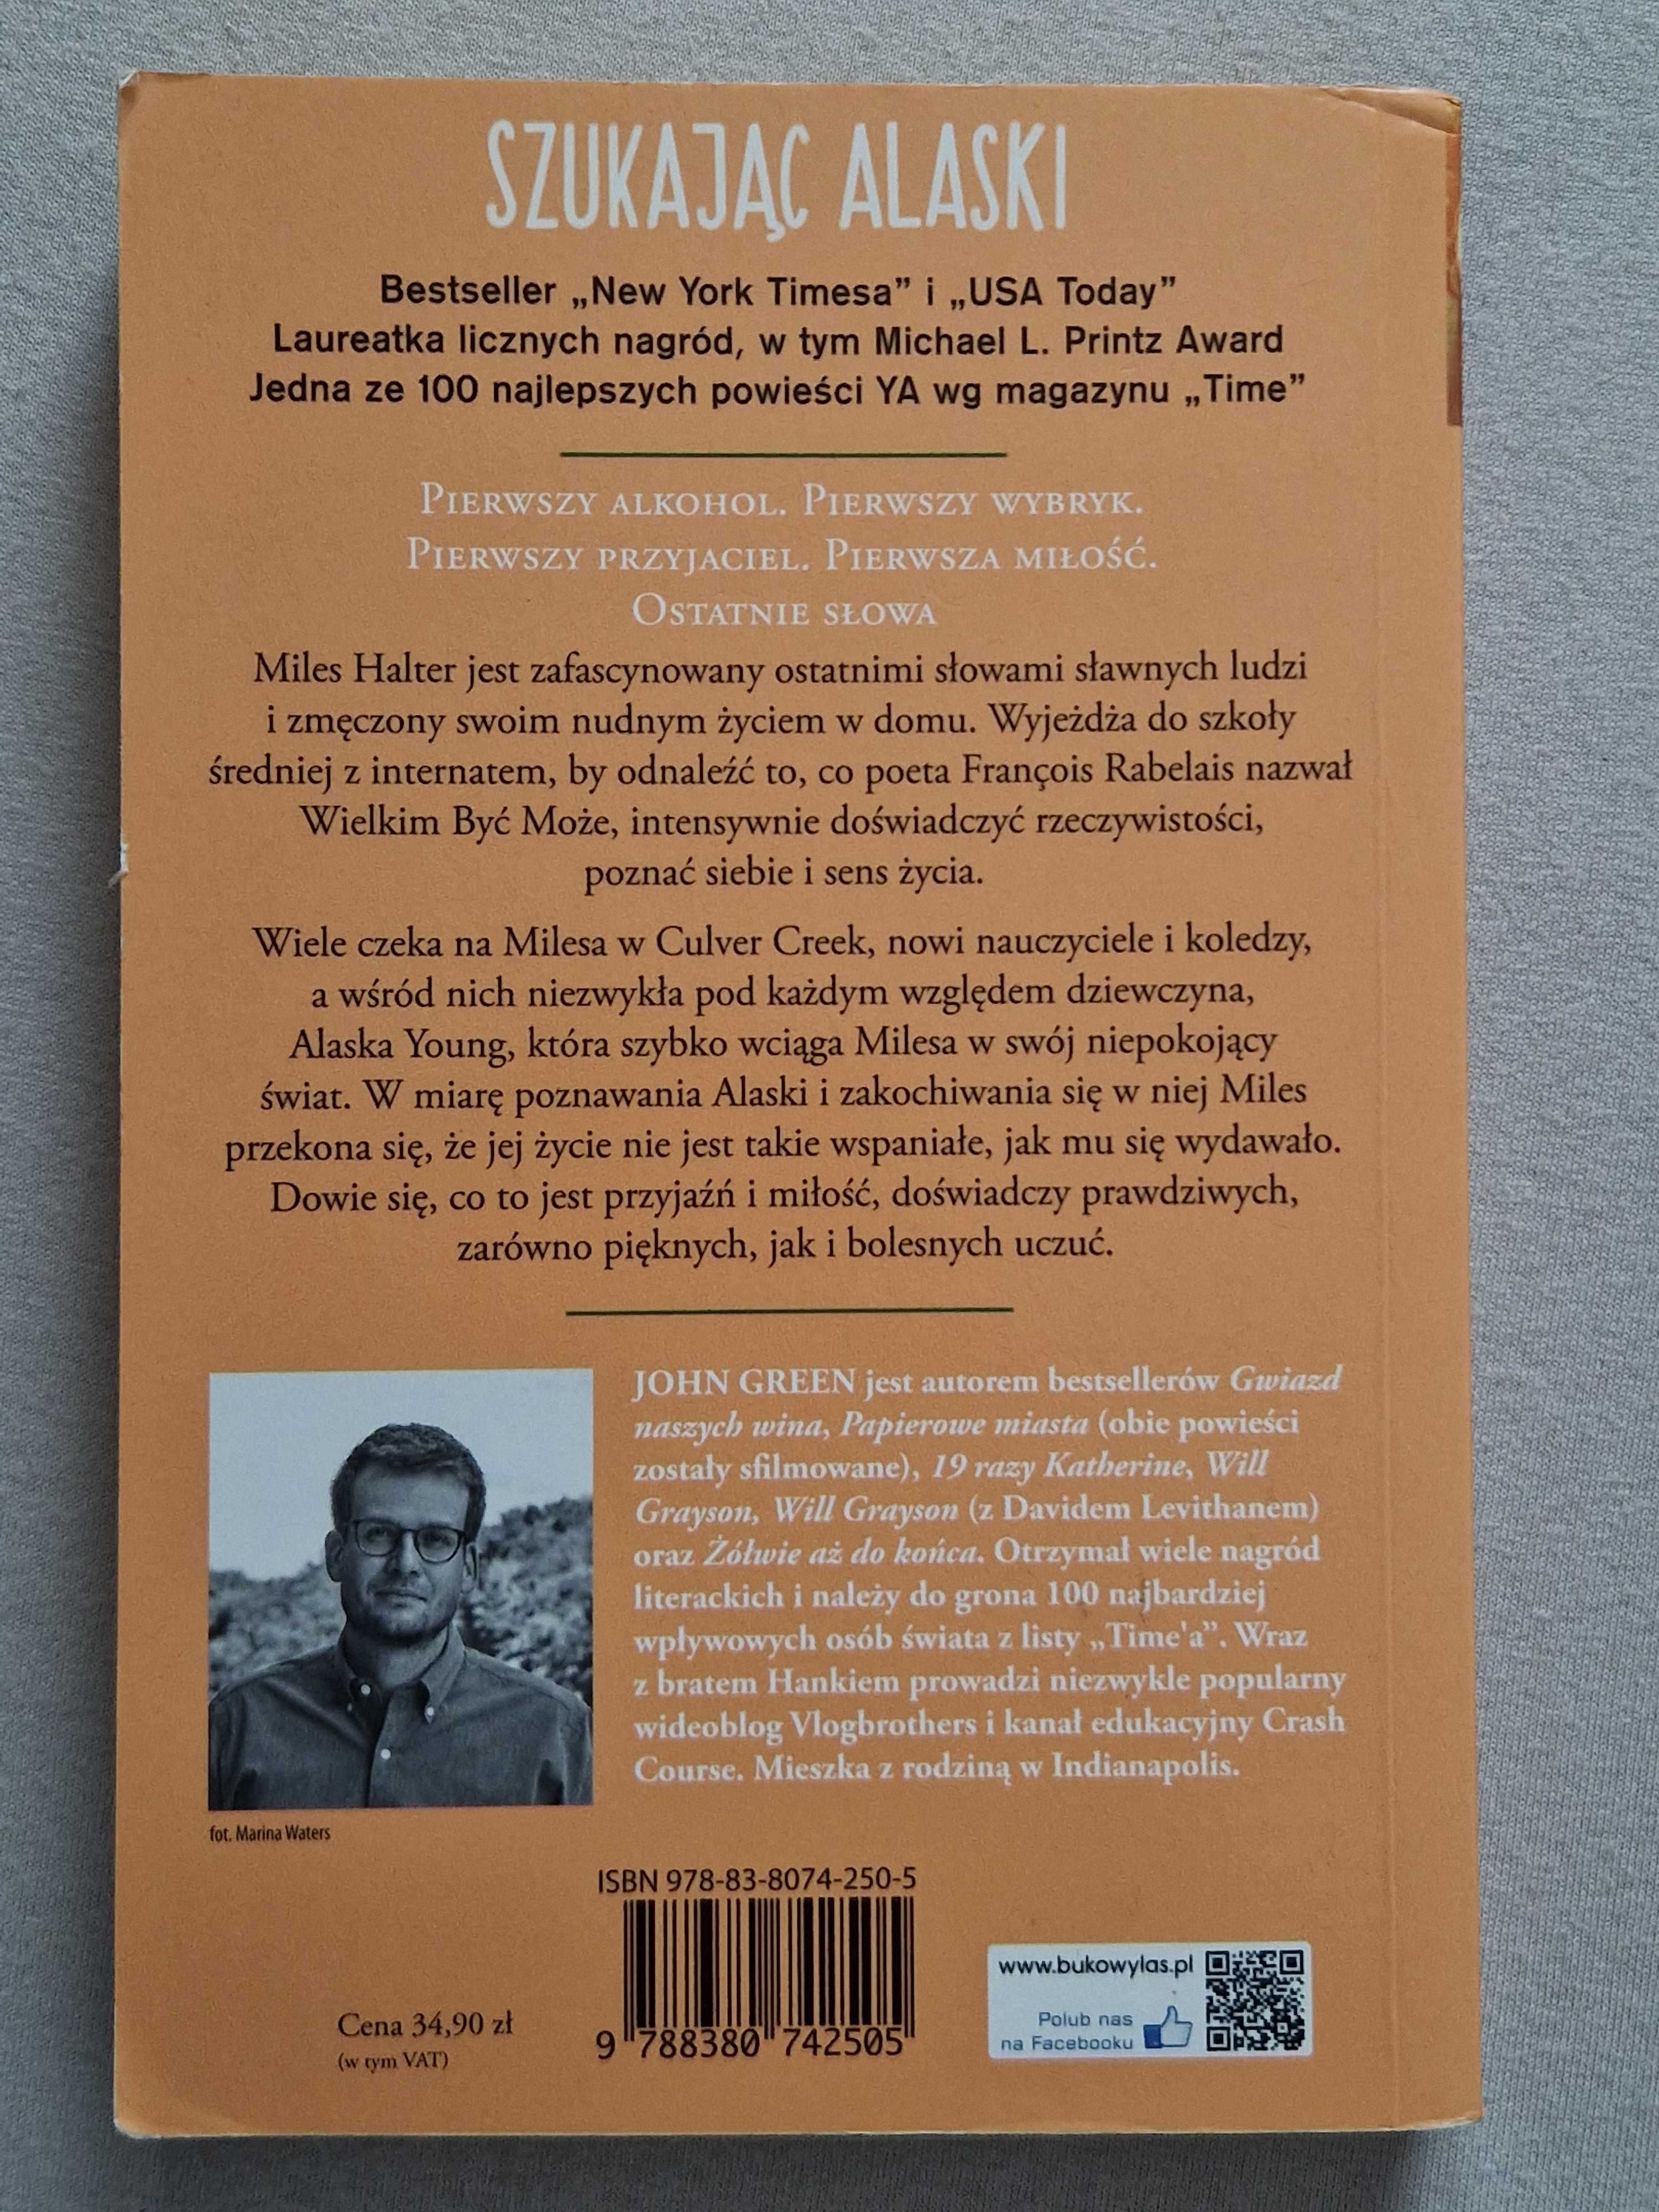 SZUKAJĄC ALASKI
Bestseller „New York Timesa” i „USA Today”
Laureatka licznych nagród, w tym Michael L. Printz Award
Jedna ze 100 najlepszych powieści YA wg magazynu „Time”
Pierwszy alkohol. Pierwszy wybryk.
Pierwszy przyjaciel. Pierwsza miłość.
Ostatnie słowa
Miles Halter jest zafascynowany ostatnimi słowami sławnych ludzi
i zmęczony swoim nudnym życiem w domu. Wyjeżdża do szkoły
średniej z internatem, by odnaleźć to, co poeta François Rabelais nazwał
Wielkim Być Może, intensywnie doświadczyć rzeczywistości,
poznać siebie i sens życia.
Wiele czeka na Milesa w Culver Creek, nowi nauczyciele i koledzy,
a wśród nich niezwykła pod każdym względem dziewczyna,
Alaska Young, która szybko wciąga Milesa w swój niepokojący
świat. W miarę poznawania Alaski i zakochiwania się w niej Miles
przekona się, że jej życie nie jest takie wspaniałe, jak mu się wydawało.
Dowie się, co to jest przyjaźń i miłość, doświadczy prawdziwych,
zarówno pięknych, jak i bolesnych uczuć.
JOHN GREEN jest autorem bestsellerów Gwiazd
naszych wina, Papierowe miasta (obie powieści
zostały sfilmowane), 19 razy Katherine, Will
Grayson, Will Grayson (z Davidem Levithanem)
oraz Żółwie aż do końca. Otrzymał wiele nagród
literackich i należy do grona 100 najbardziej
wpływowych osób świata z listy „Time'a”. Wraz
z bratem Hankiem prowadzi niezwykle popularny
wideoblog Vlogbrothers i kanał edukacyjny Crash
Course. Mieszka z rodziną w Indianapolis.
fot. Marina Waters
ISBN 978-83-8074-250-5
9 788380 742505
Cena 34,90 zł
(w tym VAT)
www.bukowylas.pl
Polub nas
na Facebooku